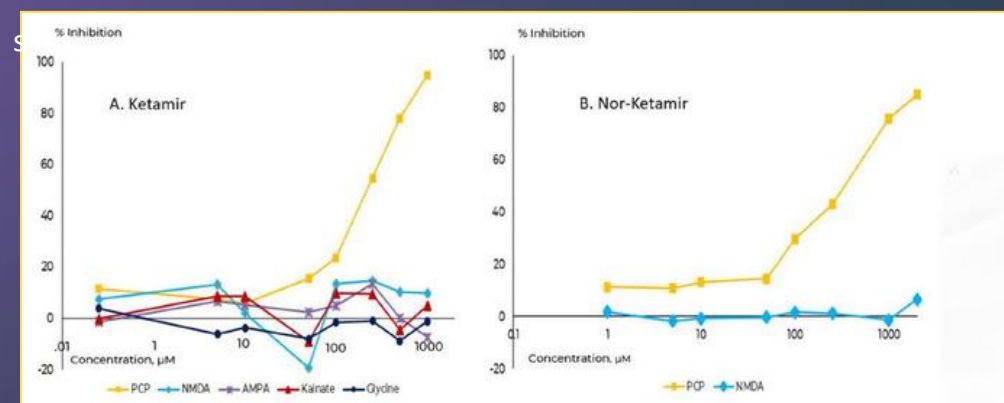 S
% Inhibition
100
80
60
40
20
0
-20
A. Ketamir
.01
1
10
100
1000
Concentration, µM
PCP NMDA AMPA Kainate Glycine
% Inhibition
100
80
60
40
20
0
-20
B. Nor-Ketamir
01
1
10
100
1000
Concentration, µM
PCP NMDA